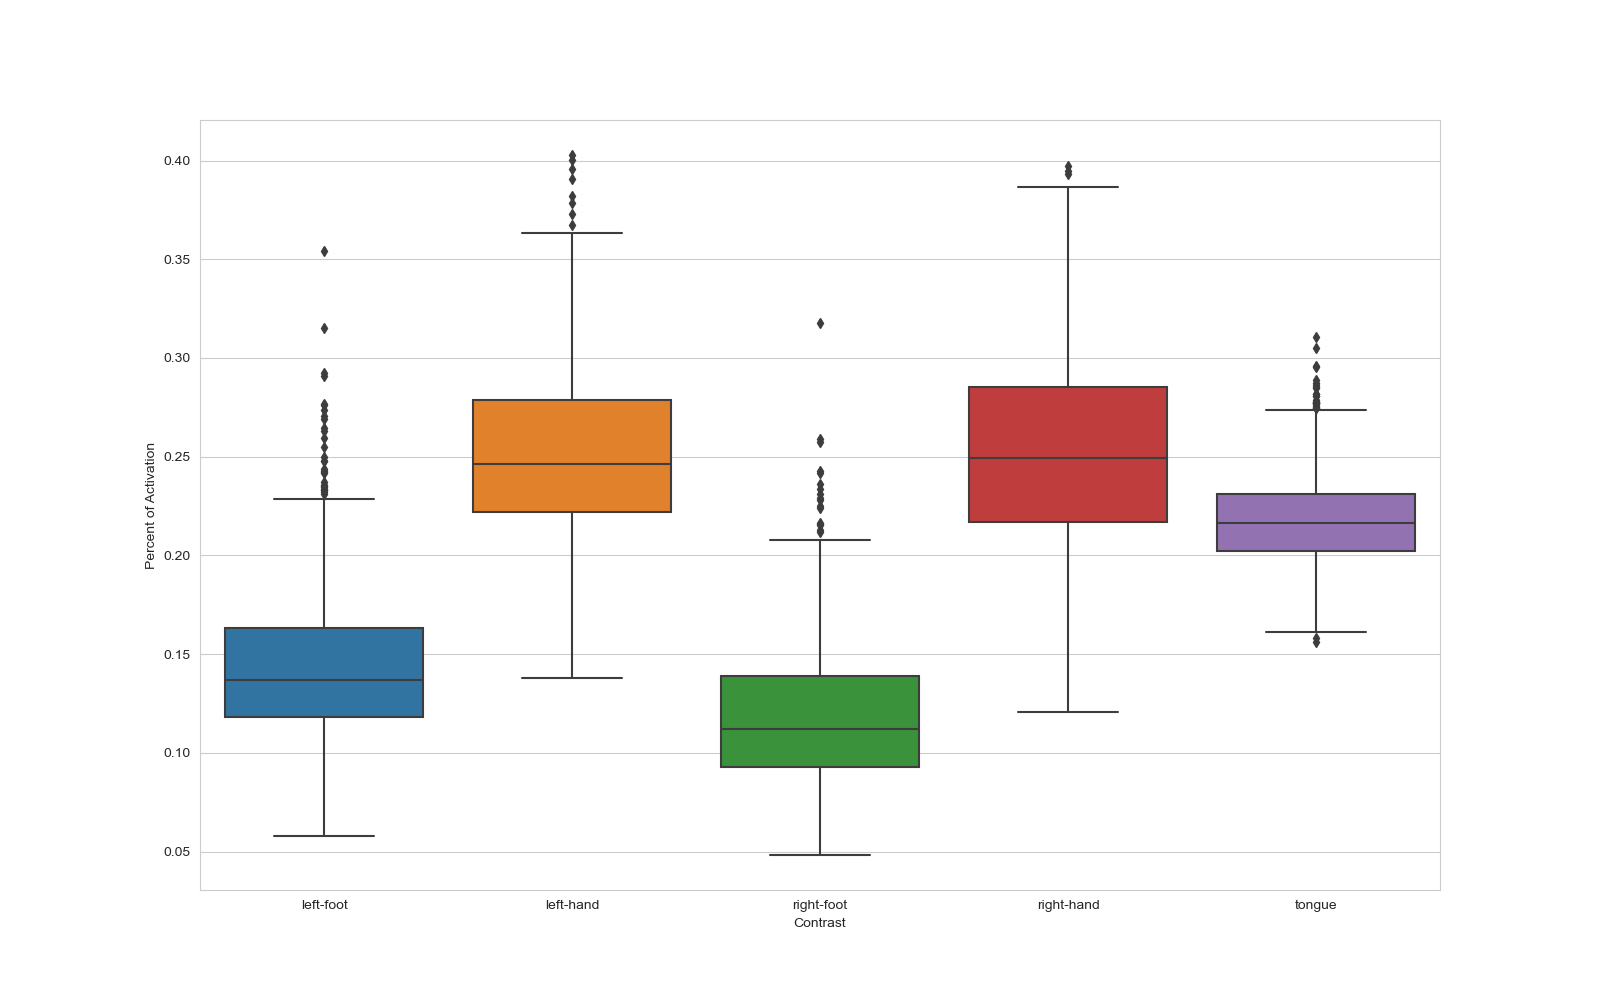 0.40
0.35
0.30
0.25
0.20
0.15
0.10
0.05
Percent of Activation
left-foot
left-hand
right-foot
right-hand
tongue
Contrast